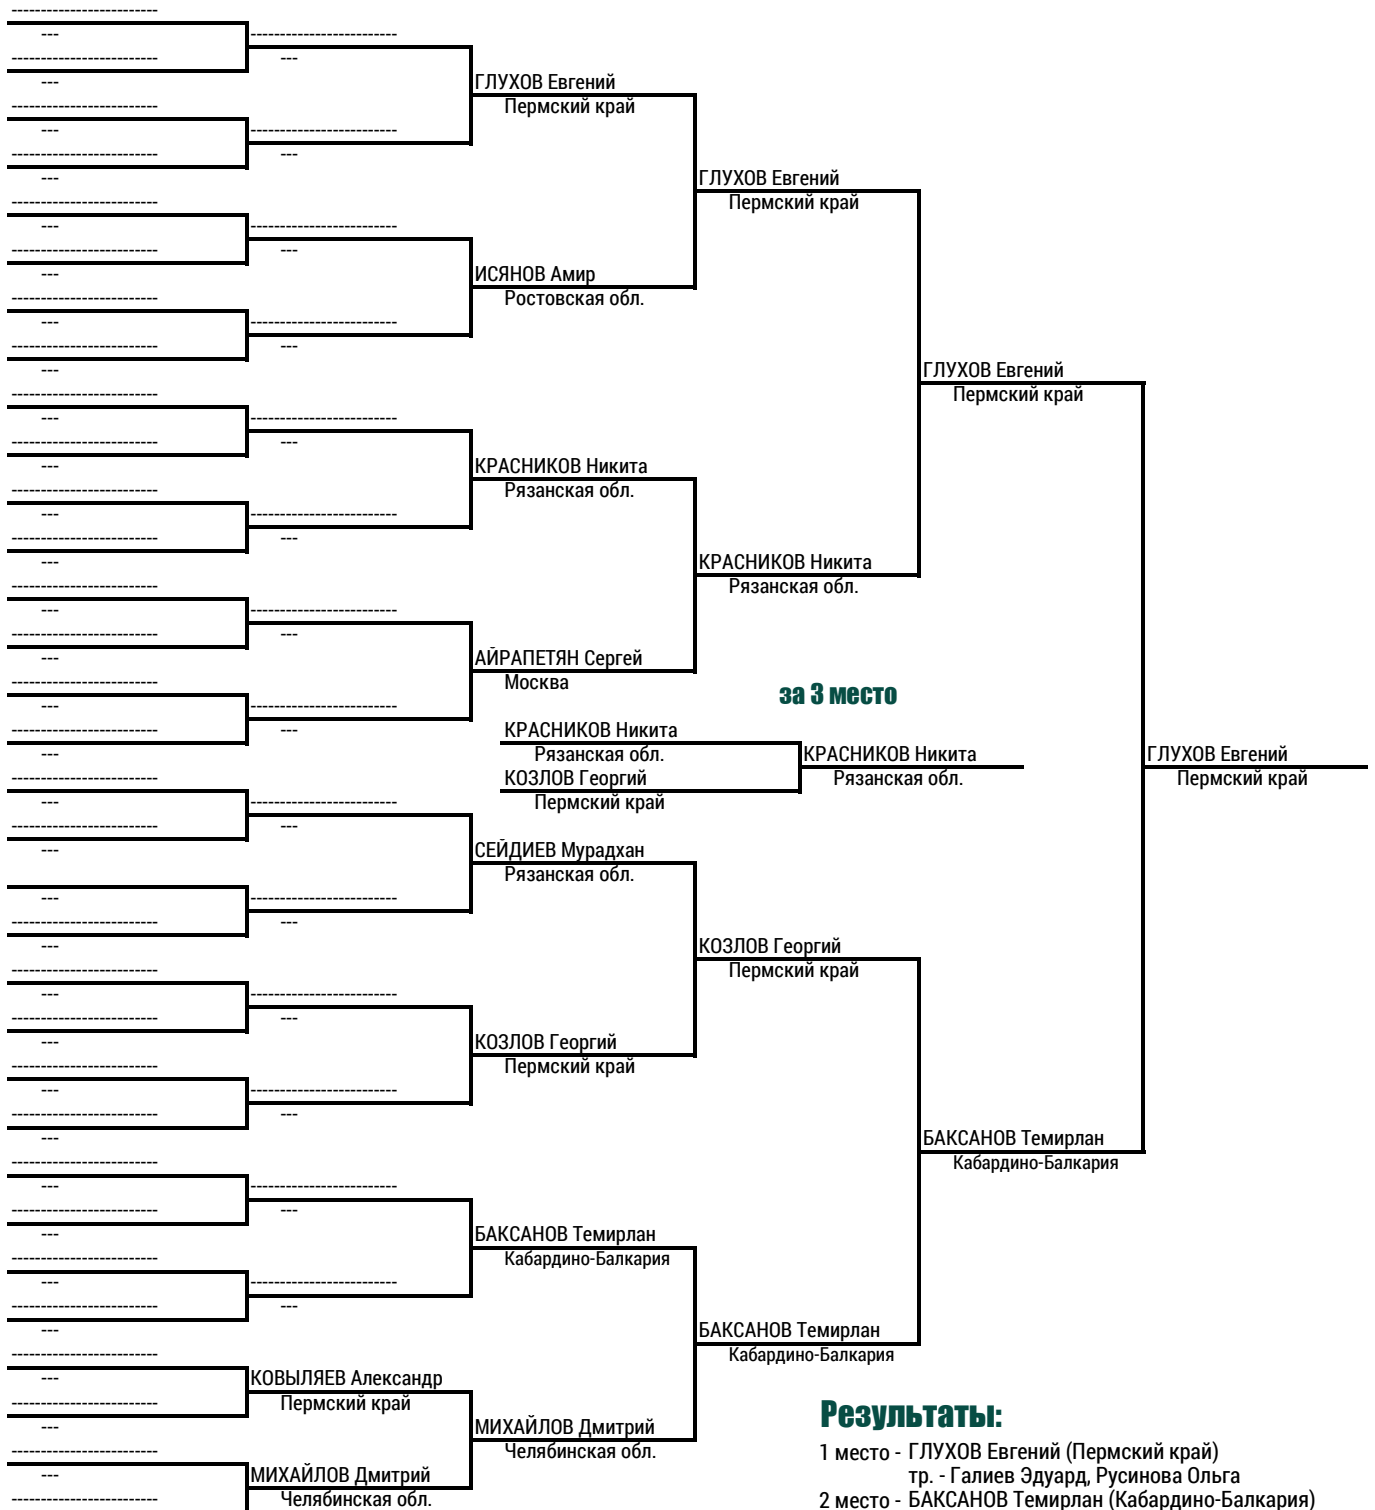 -------------------------
---
-------------------------
---
-------------------------
---
-------------------------
---
-------------------------
---
-------------------------
---
-------------------------
---
-------------------------
---
-------------------------
---
-------------------------
---
-------------------------
---
-------------------------
---
-------------------------
---
-------------------------
---
-------------------------
---
-------------------------
---
-------------------------
---
-------------------------
---
---
-------------------------
---
-------------------------
---
-------------------------
---
-------------------------
---
-------------------------
---
-------------------------
---
-------------------------
---
-------------------------
---
-------------------------
---
-------------------------
---
-------------------------
---
-------------------------
---
-------------------------
-------------------------
---
-------------------------
---
-------------------------
---
-------------------------
---
-------------------------
---
-------------------------
---
-------------------------
---
-------------------------
---
-------------------------
---
-------------------------
---
-------------------------
---
-------------------------
---
-------------------------
---
-------------------------
---
КОВЫЛЯЕВ Александр
Пермский край
МИХАЙЛОВ Дмитрий
Челябинская обл.
ГЛУХОВ Евгений
Пермский край
ИСЯНОВ Амир
Ростовская обл.
КРАСНИКОВ Никита
Рязанская обл.
АЙРАПЕТЯН Сергей
Москва
СЕЙДИЕВ Мурадхан
Рязанская обл.
КОЗЛОВ Георгий
Пермский край
БАКСАНОВ Темирлан
Кабардино-Балкария
МИХАЙЛОВ Дмитрий
Челябинская обл.
ГЛУХОВ Евгений
Пермский край
КРАСНИКОВ Никита
Рязанская обл.
КОЗЛОВ Георгий
Пермский край
БАКСАНОВ Темирлан
Кабардино-Балкария
ГЛУХОВ Евгений
Пермский край
БАКСАНОВ Темирлан
Кабардино-Балкария
ГЛУХОВ Евгений
Пермский край
за 3 место
КРАСНИКОВ Никита
Рязанская обл.
КОЗЛОВ Георгий
Пермский край
КРАСНИКОВ Никита
Рязанская обл.
Результаты:
1 место - ГЛУХОВ Евгений (Пермский край)
тр. - Галиев Эдуард, Русинова Ольга
2 место - БАКСАНОВ Темирлан (Кабардино-Балкария)